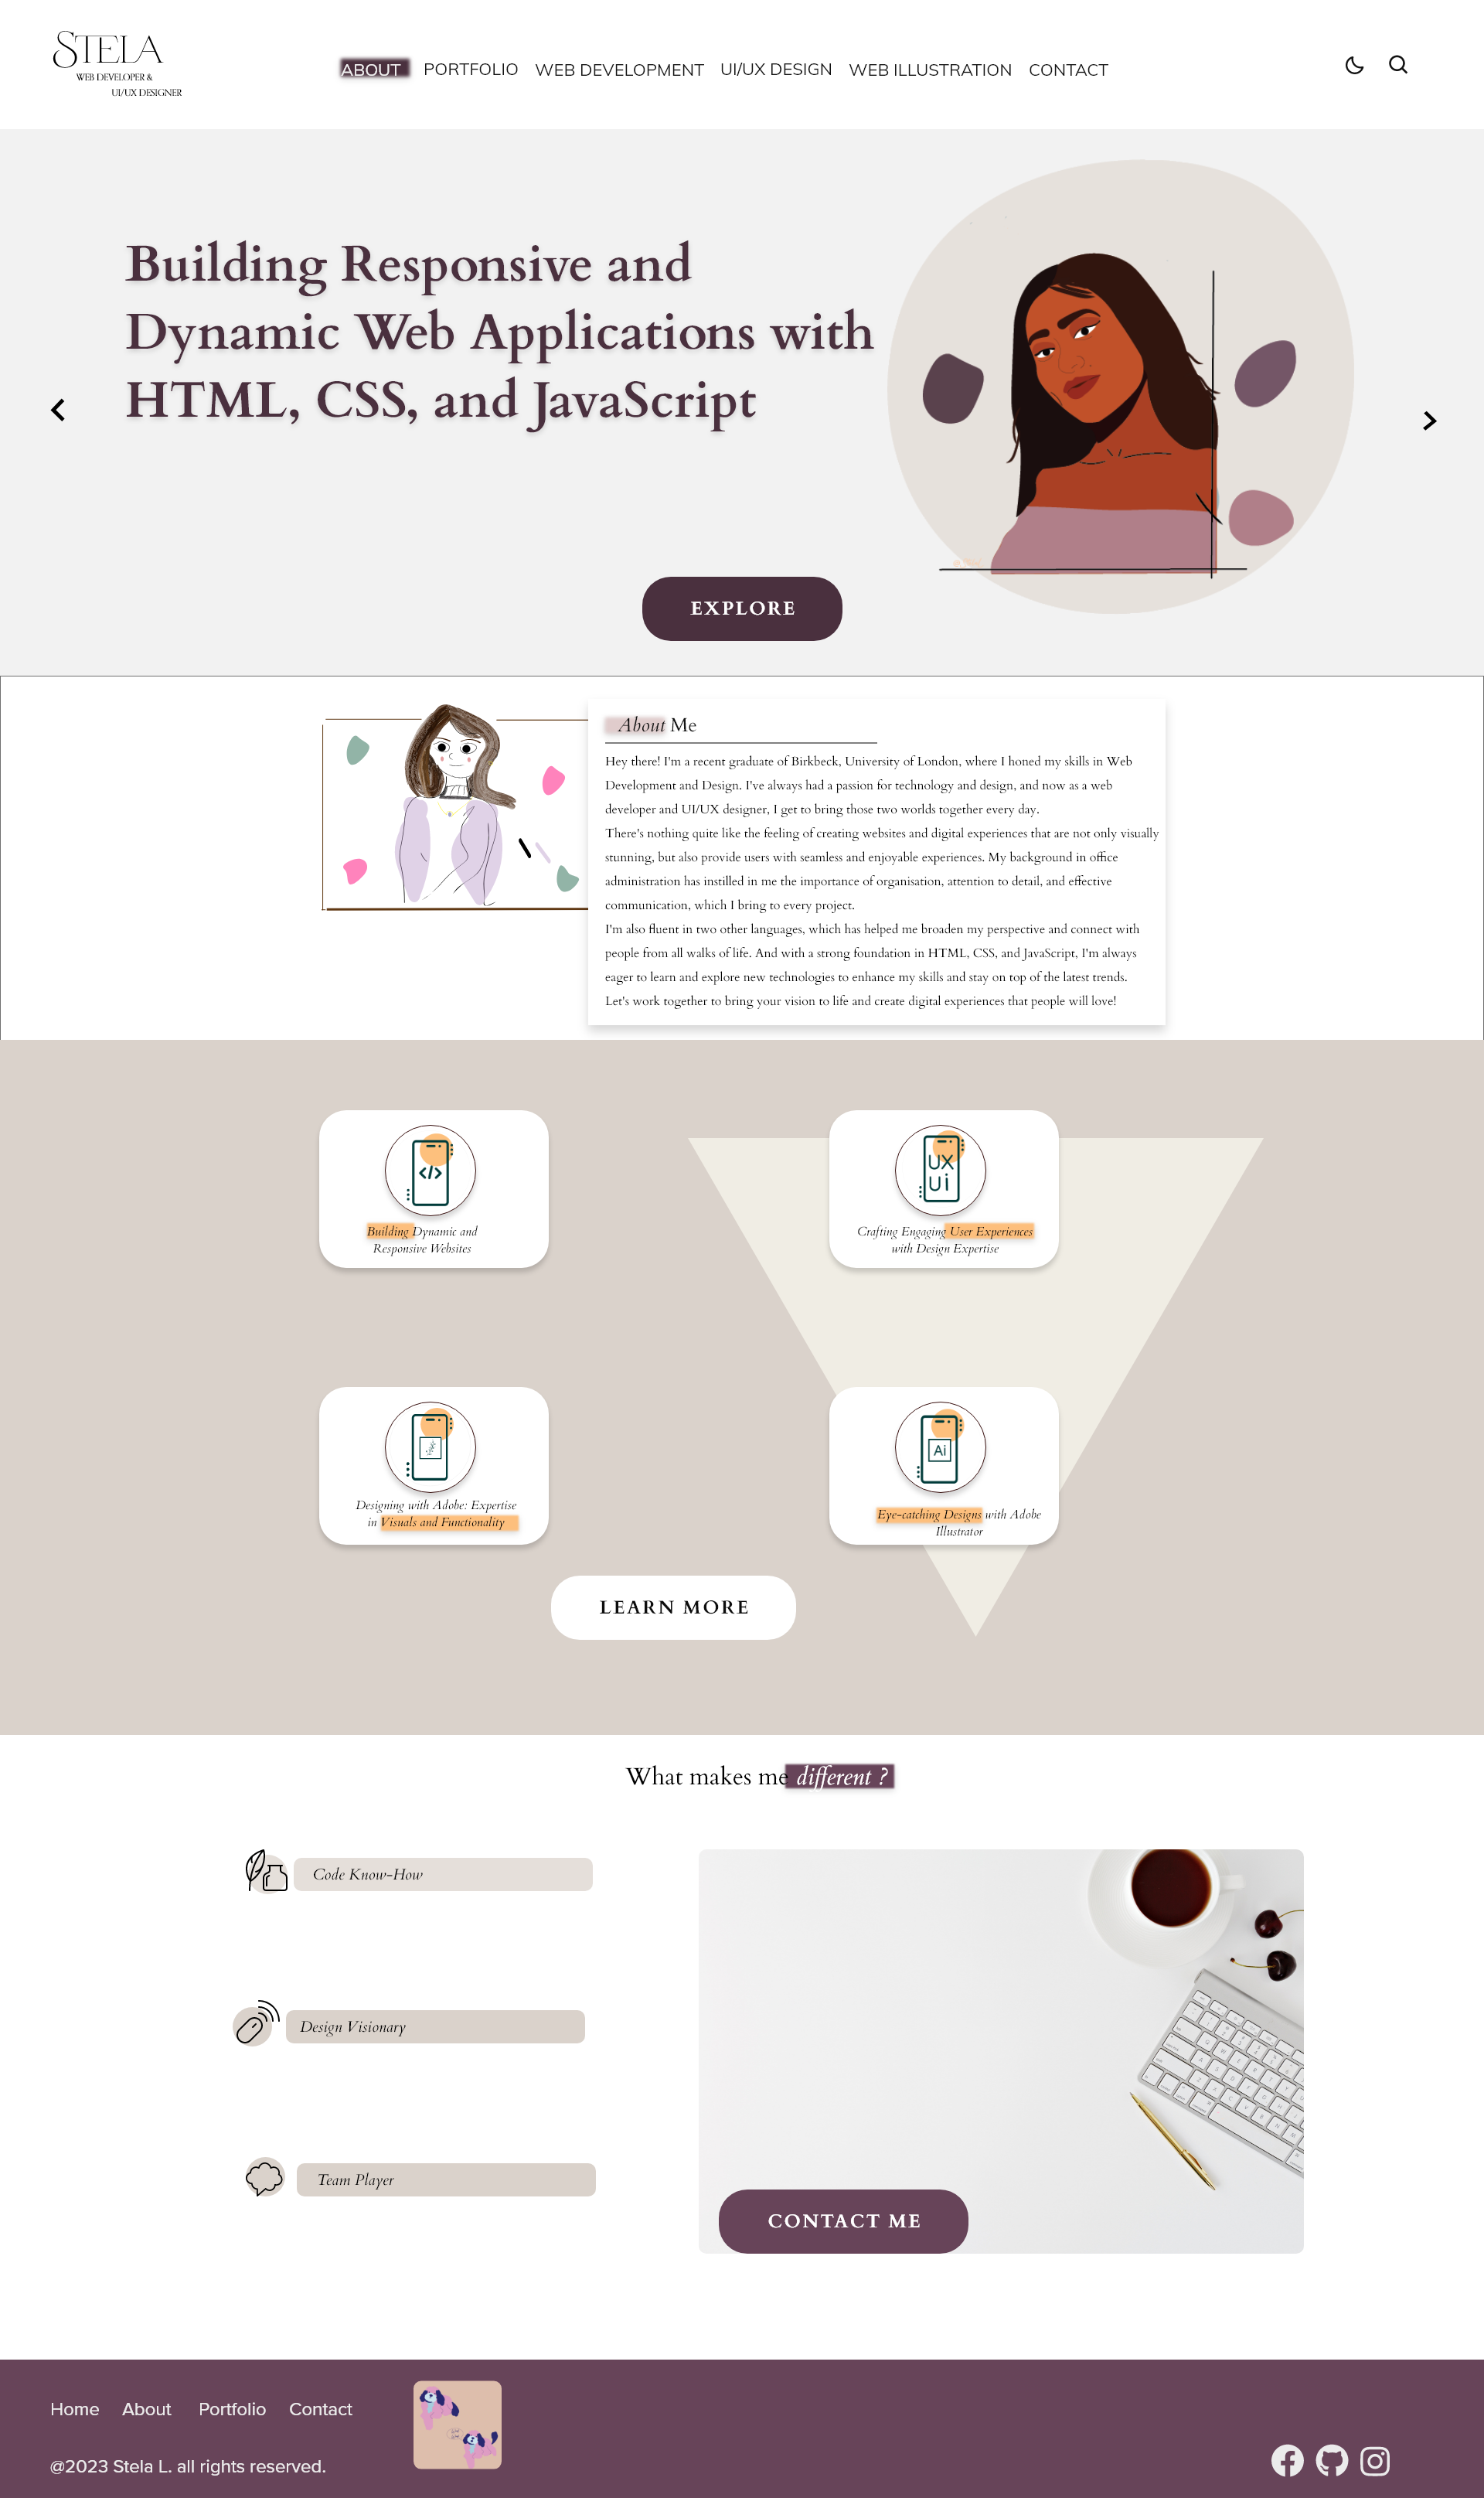 STELA
WEB DEVELOPER &
UI/UX DESIGNER
ABOUT PORTFOLIO WEB DEVELOPMENT UI/UX DESIGN WEB ILLUSTRATION CONTACT
Building Responsive and
Dynamic Web Applications with
HTML, CSS, and JavaScript
EXPLORE
About Me
Hey there! I'm a recent graduate of Birkbeck, University of London, where I honed my skills in Web
Development and Design. I've always had a passion for technology and design, and now as a web
developer and UI/UX designer, I get to bring those two worlds together every day.
There's nothing quite like the feeling of creating websites and digital experiences that are not only visually
stunning, but also provide users with seamless and enjoyable experiences. My background in office
administration has instilled in me the importance of organisation, attention to detail, and effective
communication, which I bring to every project.
I'm also fluent in two other languages, which has helped me broaden my perspective and connect with
people from all walks of life. And with a strong foundation in HTML, CSS, and JavaScript, I'm always
eager to learn and explore new technologies to enhance my skills and stay on top of the latest trends.
Let's work together to bring your vision to life and create digital experiences that people will love!
</>
Building Dynamic and
Responsive Websites
UX
Ui
Crafting Engaging User Experiences
with Design Expertise
Designing with Adobe: Expertise
in Visuals and Functionality
Ai
Eye-catching Designs with Adobe
Illustrator
LEARN MORE
What makes me different ?
Code Know-How
Design Visionary
Team Player
CONTACT ME
Home About Portfolio Contact
@2023 Stela L. all rights reserved.